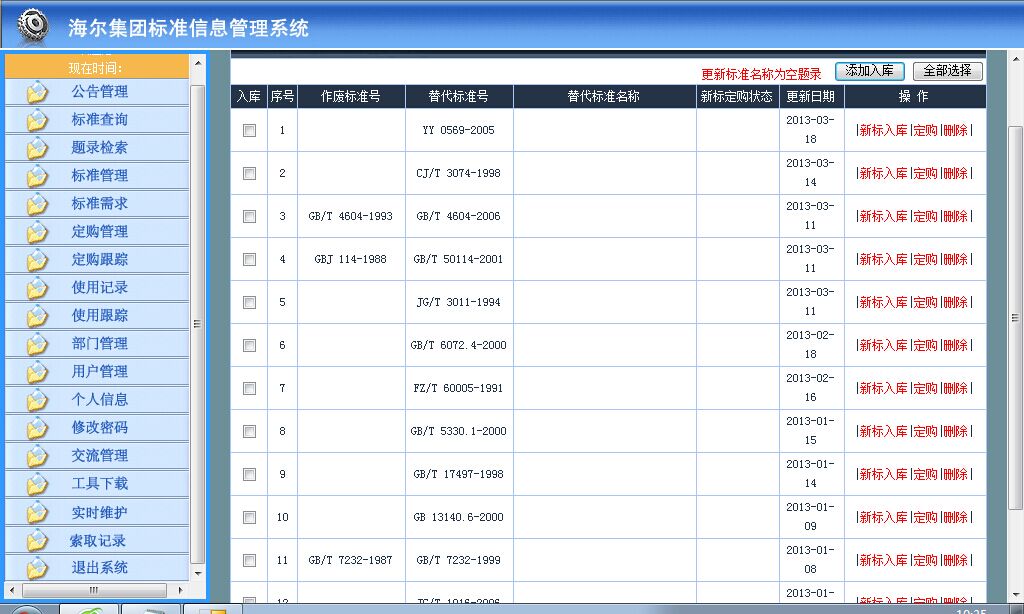 海尔集团标准信息管理系统
现在时间:
公告管理
标准查询
题录检索
标准管理
标准需求
定购管理
定购跟踪
使用记录
使用跟踪
部门管理
用户管理
个人信息
修改密码
交流管理
工具下载
实时维护
索取记录
退出系统
更新标准名称为空题录 添加入库 全部选择
入库 序号 作废标准号 替代标准号 替代标准名称 新标定购状态 更新日期 操 作
1 YY 0569-2005 2013-03-18 |新标入库|定购|删除|
2 CJ/T 3074-1998 2013-03-14 |新标入库|定购|删除|
3 GB/T 4604-1993 GB/T 4604-2006 2013-03-11 |新标入库|定购|删除|
4 GBJ 114-1988 GB/T 50114-2001 2013-03-11 |新标入库|定购|删除|
5 JG/T 3011-1994 2013-03-11 |新标入库|定购|删除|
6 GB/T 6072.4-2000 2013-02-18 |新标入库|定购|删除|
7 FZ/T 60005-1991 2013-02-16 |新标入库|定购|删除|
8 GB/T 5330.1-2000 2013-01-15 |新标入库|定购|删除|
9 GB/T 17497-1998 2013-01-14 |新标入库|定购|删除|
10 GB 13140.6-2000 2013-01-09 |新标入库|定购|删除|
11 GB/T 7232-1987 GB/T 7232-1999 2013-01-08 |新标入库|定购|删除|
12 2013-01- |新标入库|定购|删除|